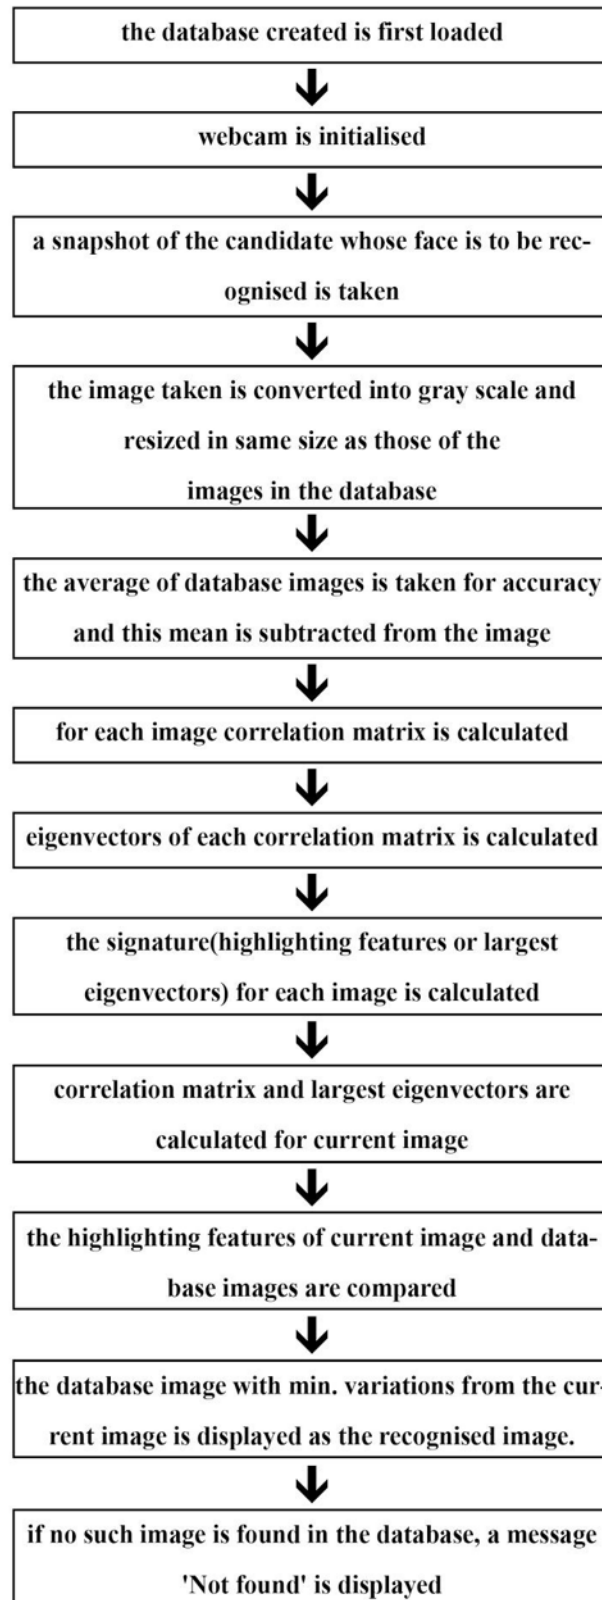 the database created is first loaded
webcam is initialised
a snapshot of the candidate whose face is to be rec-
ognised is taken
the image taken is converted into gray scale and
resized in same size as those of the
images in the database
the average of database images is taken for accuracy
and this mean is subtracted from the image
for each image correlation matrix is calculated
eigenvectors of each correlation matrix is calculated
the signature(highlighting features or largest
eigenvectors) for each image is calculated
correlation matrix and largest eigenvectors are
calculated for current image
the highlighting features of current image and data-
base images are compared
the database image with min. variations from the cur-
rent image is displayed as the recognised image.
if no such image is found in the database, a message
'Not found' is displayed